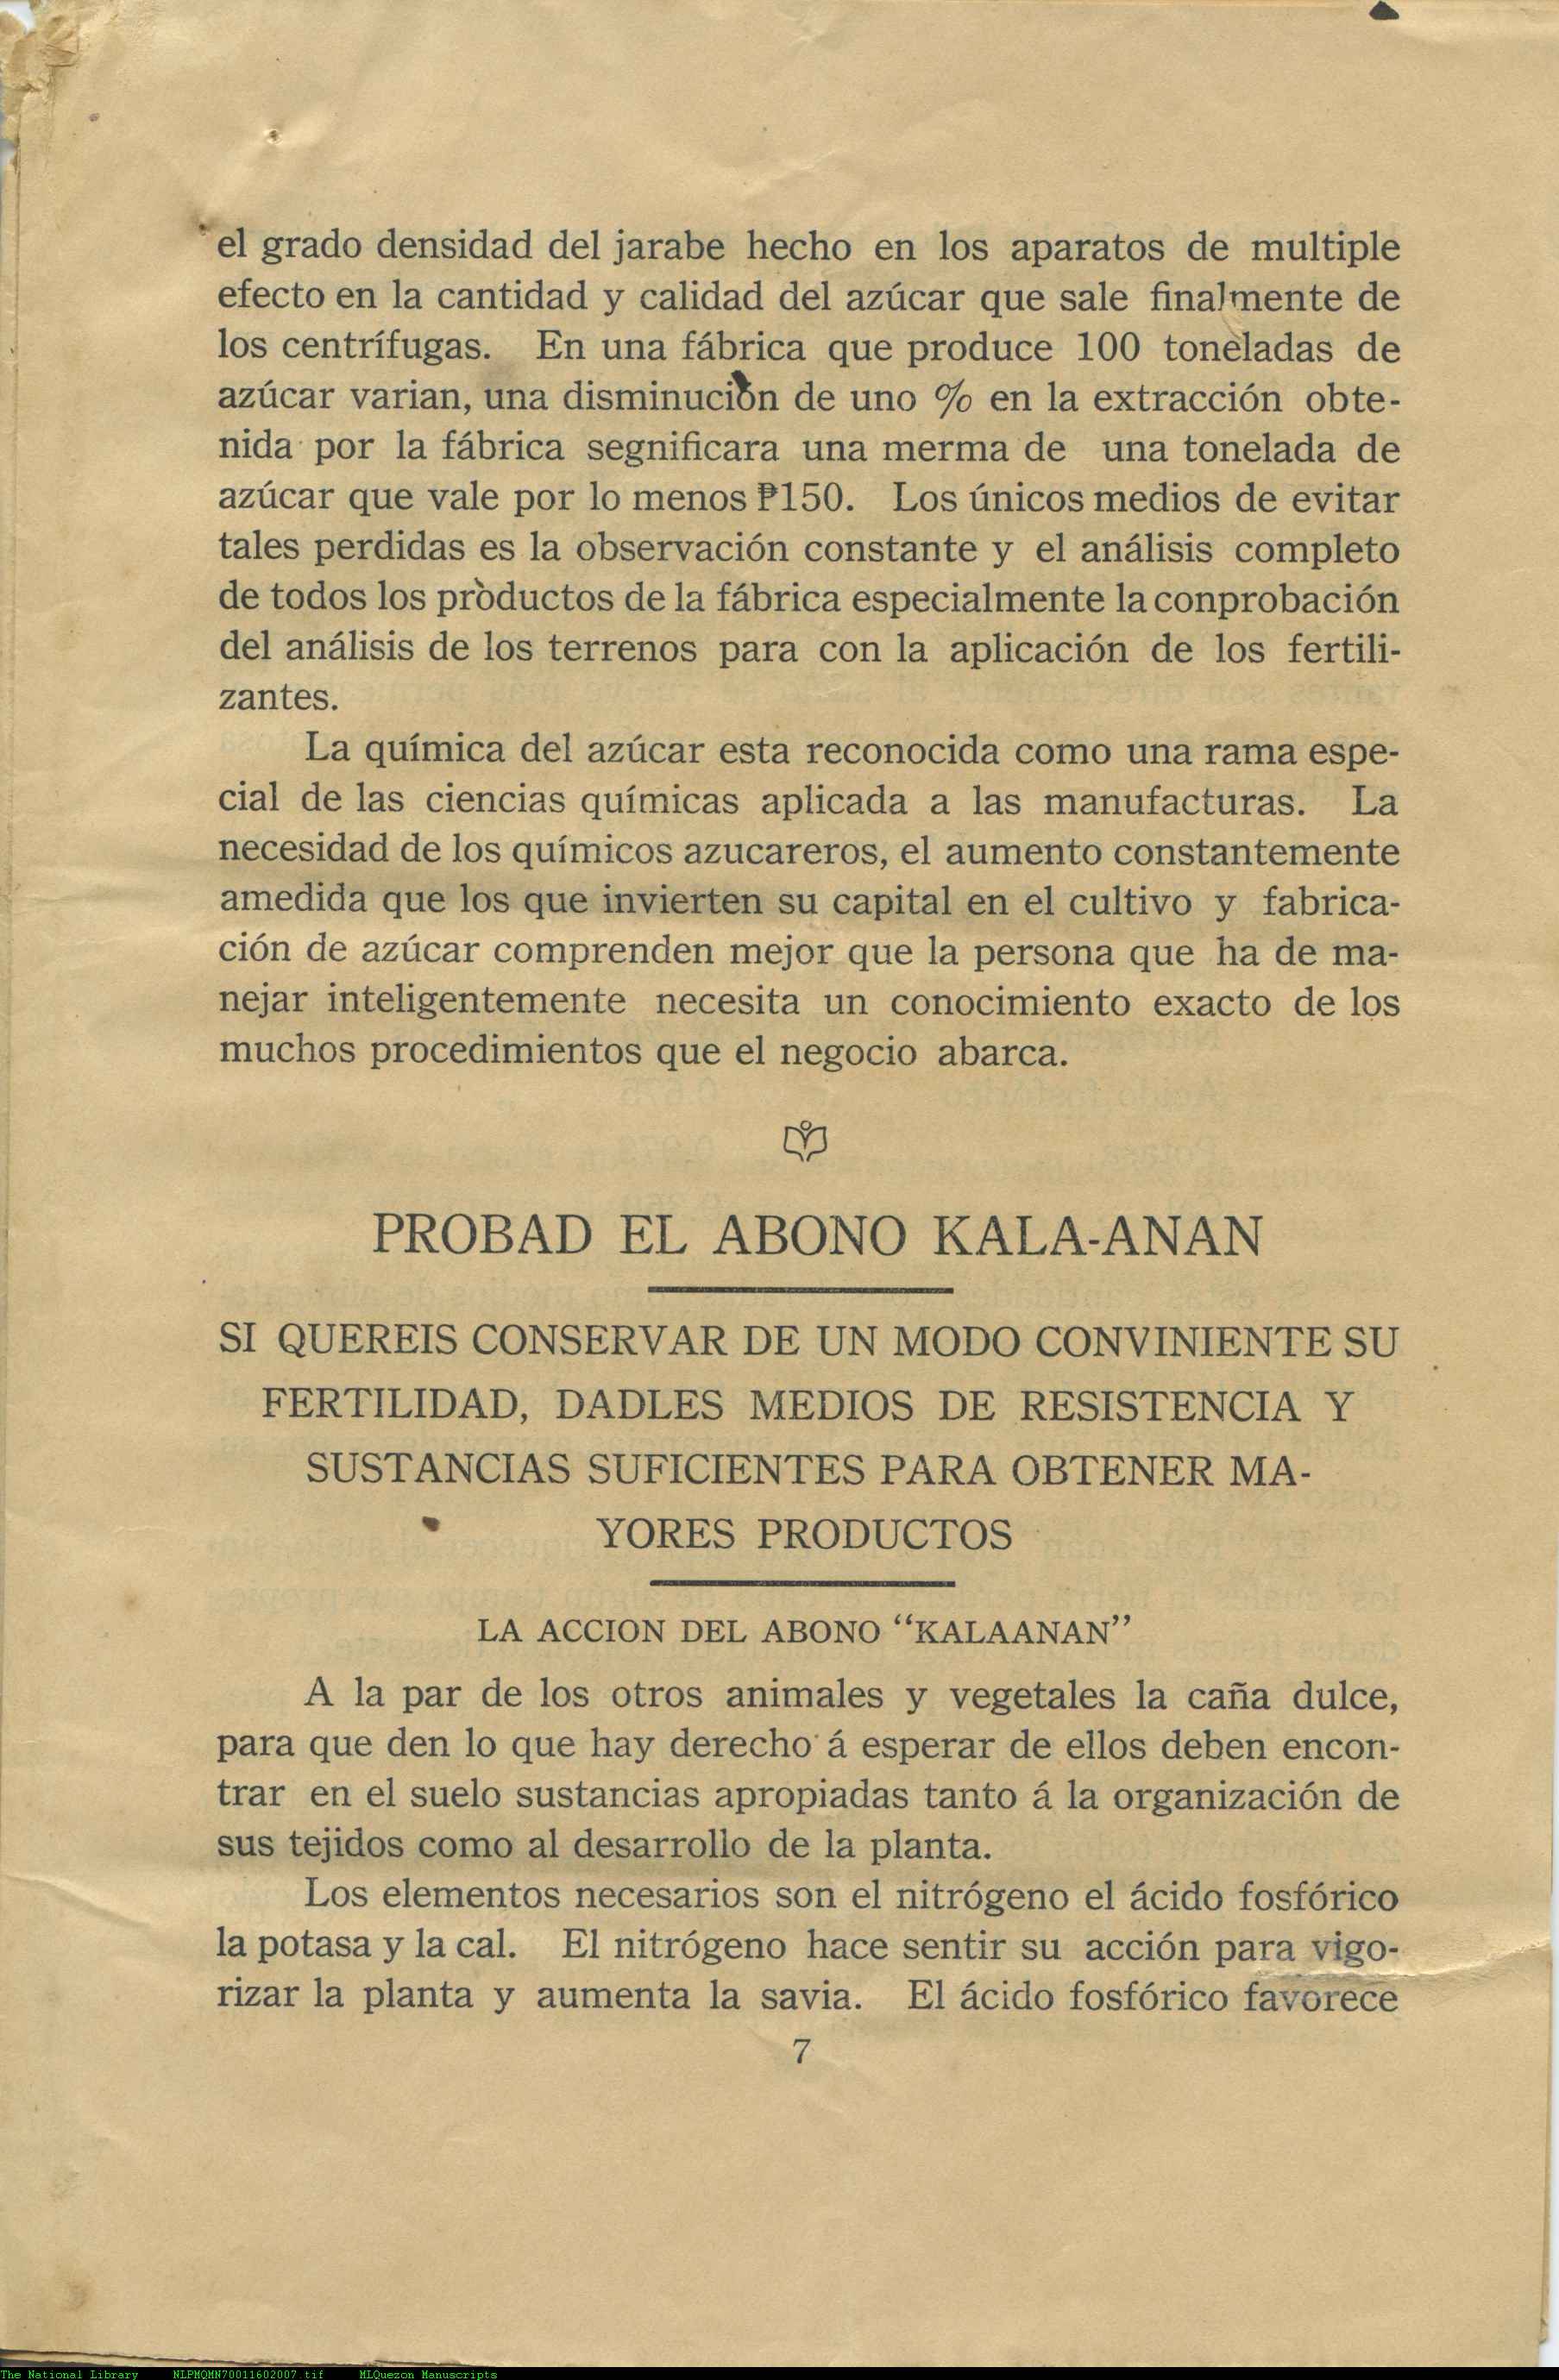 el grado densidad del jarabe hecho en los aparatos de multiple
efecto en la cantidad y calidad del azúcar que sale finalmente de
los centrífugas. En una fábrica que produce 100 toneladas de
azúcar varian, una disminución de uno % en la extracción obte-
nida por la fábrica segnificara una merma de una tonelada de
azúcar que vale por lo menos ₱150. Los únicos medios de evitar
tales perdidas es la observación constante y el análisis completo
de todos los productos de la fábrica especialmente la conprobación
del análisis de los terrenos para con la aplicación de los fertili-
zantes.
La química del azúcar esta reconocida como una rama espe-
cial de las ciencias químicas aplicada a las manufacturas. La
necesidad de los químicos azucareros, el aumento constantemente
amedida que los que invierten su capital en el cultivo y fabrica-
ción de azúcar comprenden mejor que la persona que ha de ma-
nejar inteligentemente necesita un conocimiento exacto de los
muchos procedimientos que el negocio abarca.
PROBAD EL ABONO KALA-ANAN
SI QUEREIS CONSERVAR DE UN MODO CONVINIENTE SU
FERTILIDAD, DADLES MEDIOS DE RESISTENCIA Y
SUSTANCIAS SUFICIENTES PARA OBTENER MA-
YORES PRODUCTOS
LA ACCION DEL ABONO “KALAANAN”
A la par de los otros animales y vegetales la caña dulce,
para que den lo que hay derecho á esperar de ellos deben encon-
trar en el suelo sustancias apropiadas tanto á la organización de
sus tejidos como al desarrollo de la planta.
Los elementos necesarios son el nitrógeno el ácido fosfórico
la potasa y la cal. El nitrógeno hace sentir su acción para vigo-
rizar la planta y aumenta la savia. El ácido fosfórico favorece
7
The National Library NLPMQMN70011602007.tif MLQuezon Manuscripts